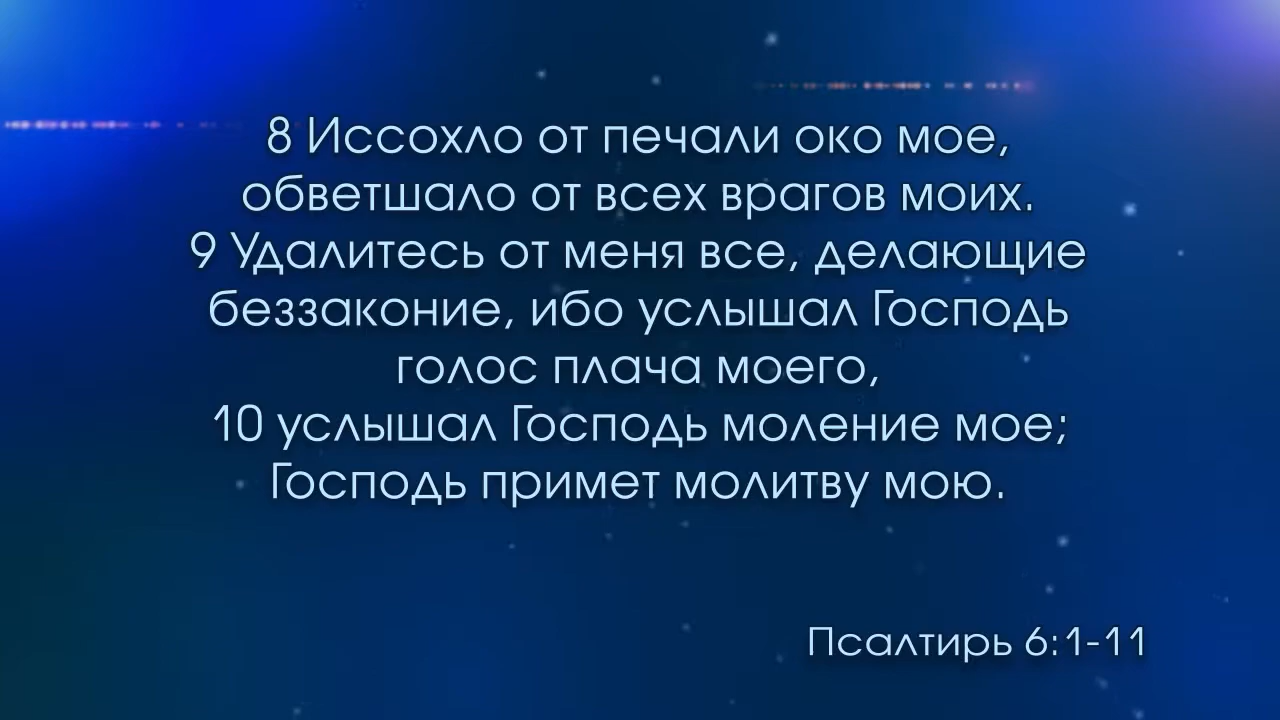 8 Иссохло от печали око мое,
обветшало от всех врагов моих.
9 Удалитесь от меня все, делающие
беззаконие, ибо услышал Господь
голос плача моего,
10 услышал Господь моление мое;
Господь примет молитву мою.
Псалтирь 6:1-11